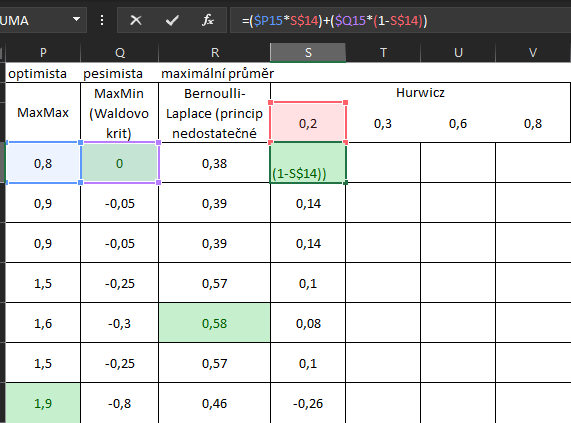 UMA =($P15*S$14)+($Q15*(1-S$14))
P Q R S T U V
optimista pesimista maximální průměr
MaxMax MaxMin Bernoulli- Hurwicz
(Waldovo Laplace (princip
krit) nedostatečné 0,2 0,3 0,6 0,8
0,8 0 0,38 (1-S$14))
0,9 -0,05 0,39 0,14
0,9 -0,05 0,39 0,14
1,5 -0,25 0,57 0,1
1,6 -0,3 0,58 0,08
1,5 -0,25 0,57 0,1
1,9 -0,8 0,46 -0,26